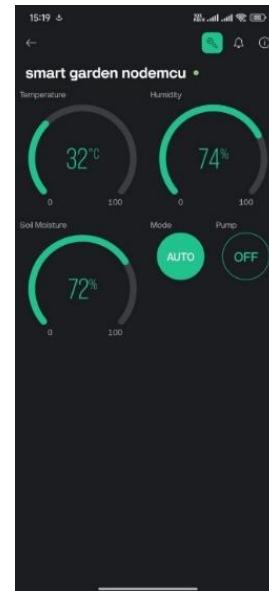 15:19
smart garden nodemcu
Temperature
Humidity
32°C
74%
0 100
0 100
Soil Moisture
Mode
Pump
72%
AUTO
OFF
0 100